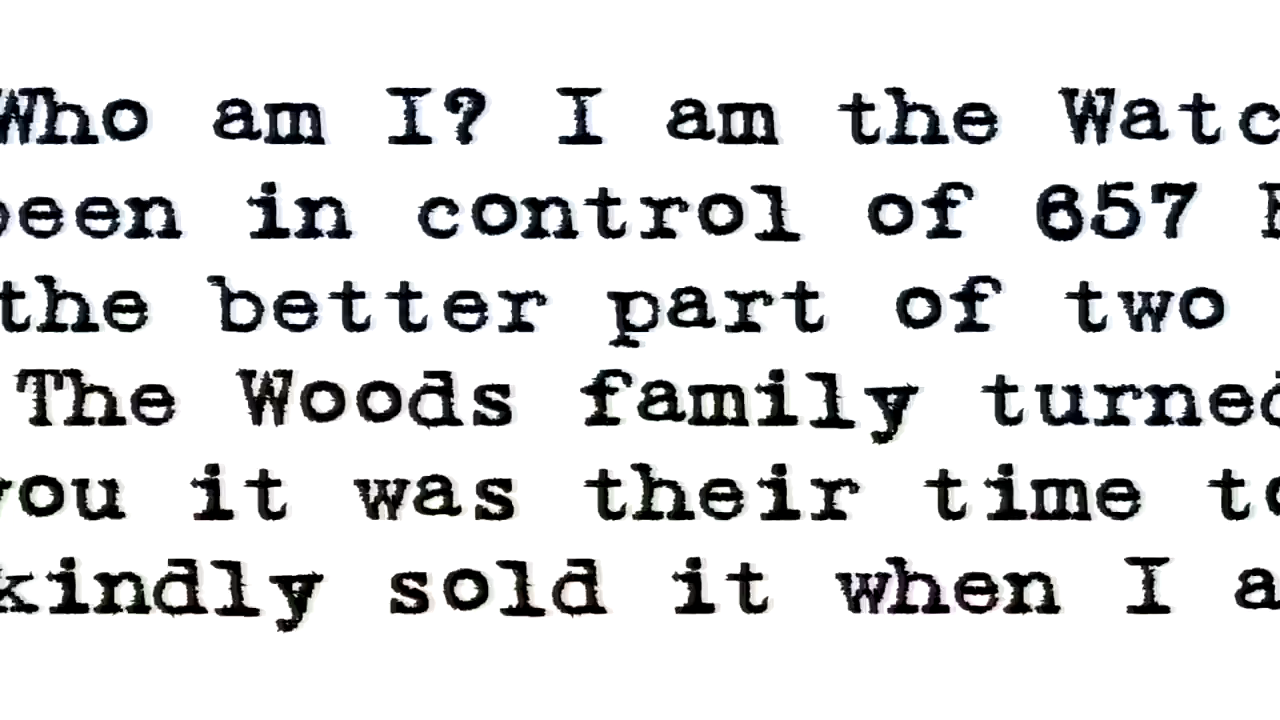 Who am I? I am the Watc
been in control of 657
the better part of two
The Woods family turned
you it was their time to
kindly sold it when I a